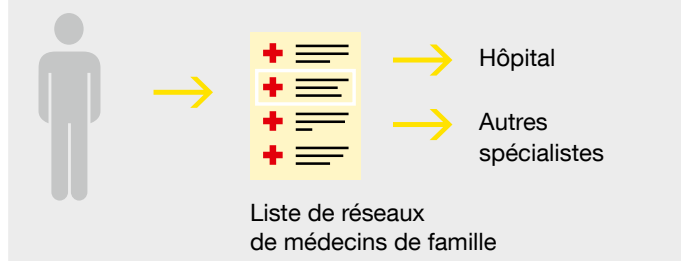 Hôpital
Autres
spécialistes
Liste de réseaux
de médecins de famille